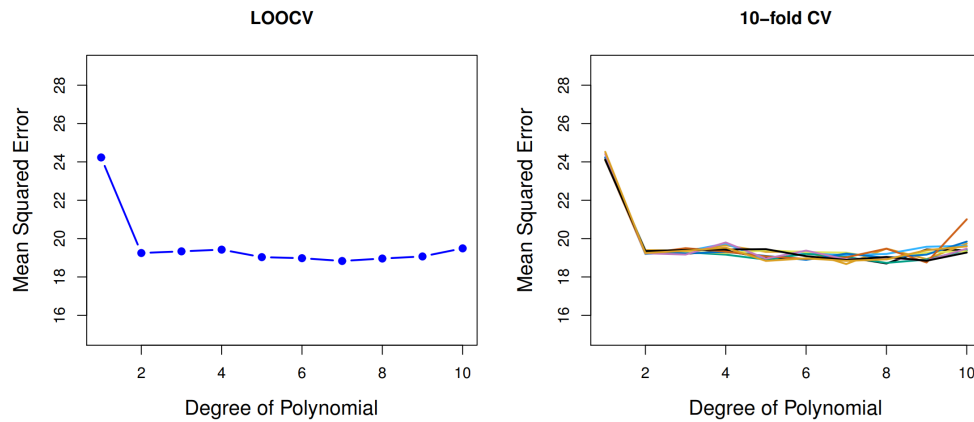 LOOCV
Mean Squared Error
16 18 20 22 24 26 28
2 4 6 8 10
Degree of Polynomial
10−fold CV
Mean Squared Error
16 18 20 22 24 26 28
2 4 6 8 10
Degree of Polynomial